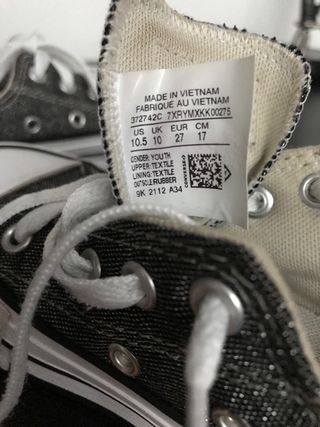 MADE IN VIETNAM
FABRIQUE AU VIETNAM
372742C 7XRYMXKK00275
US UK EUR CM
10.5 10 27 17
GENDER: YOUTH
UPPER: TEXTILE
LINING: TEXTILE
OUTSOLE: RUBBER
9K 2112 A34
CONVERSE